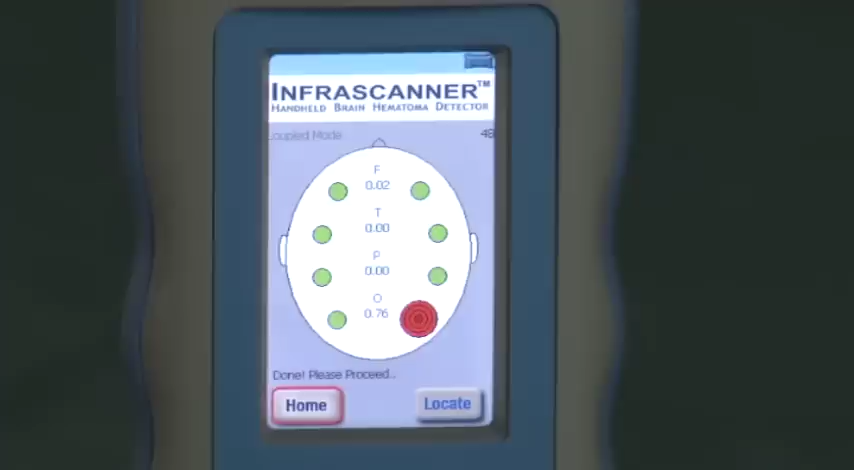 INFRASCANNER™
HANDHELD BRAIN HEMATOMA DETECTOR
Coupled Mode 48
F
0.02
T
0.00
P
0.00
O
0.76
Done! Please Proceed..
Home Locate